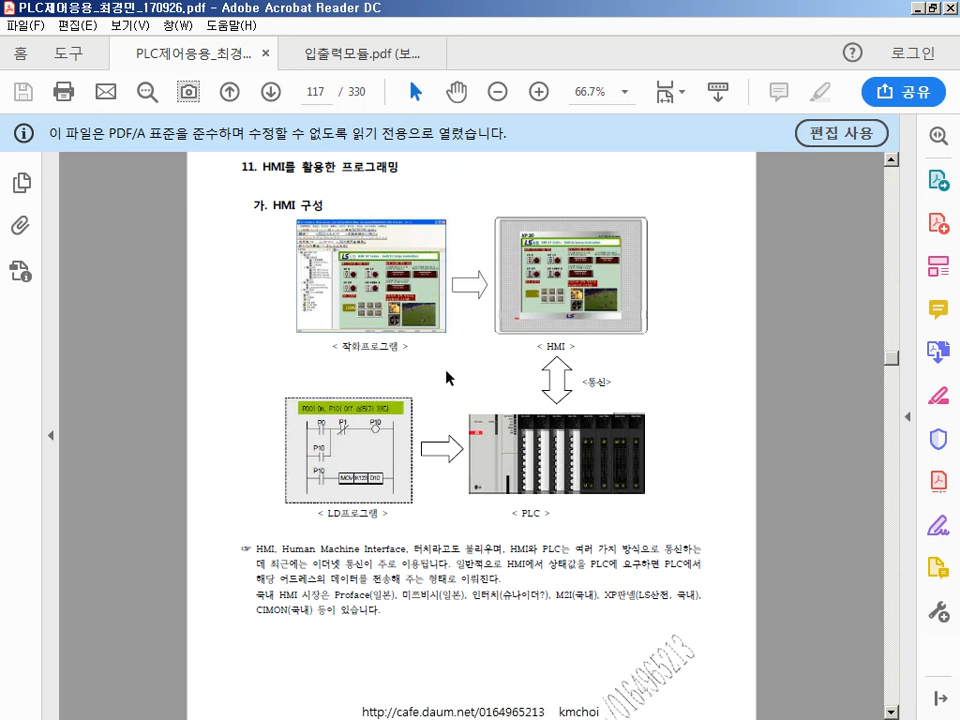 PLC제어응용_최경민_170926.pdf - Adobe Acrobat Reader DC
파일(F) 편집(E) 보기(V) 창(W) 도움말(H)
홈 도구 PLC제어응용_최경... × 입출력모듈.pdf (보... 로그인
117 / 330 66.7% 공유
이 파일은 PDF/A 표준을 준수하며 수정할 수 없도록 읽기 전용으로 열렸습니다. 편집 사용
11. HMI를 활용한 프로그래밍
가. HMI 구성
LS
XP30
LS
LS
< 작화프로그램 > < HMI >
<통신>
P0 P1 P10
P10
P10
MOV K123 D10
< LD프로그램 > < PLC >
☞ HMI, Human Machine Interface, 터치라고도 불리우며, HMI와 PLC는 여러 가지 방식으로 통신하는
데 최근에는 이더넷 통신이 주로 이용됩니다. 일반적으로 HMI에서 상태값을 PLC에 요구하면 PLC에서
해당 어드레스의 데이터를 전송해 주는 형태로 이뤄진다.
국내 HMI 시장은 Proface(일본), 미쯔비시(일본), 인터치(슈나이더?), M2I(국내), XP판넬(LS산전, 국내),
CIMON(국내) 등이 있습니다.
/0164965213
http://cafe.daum.net/0164965213 kmchoi